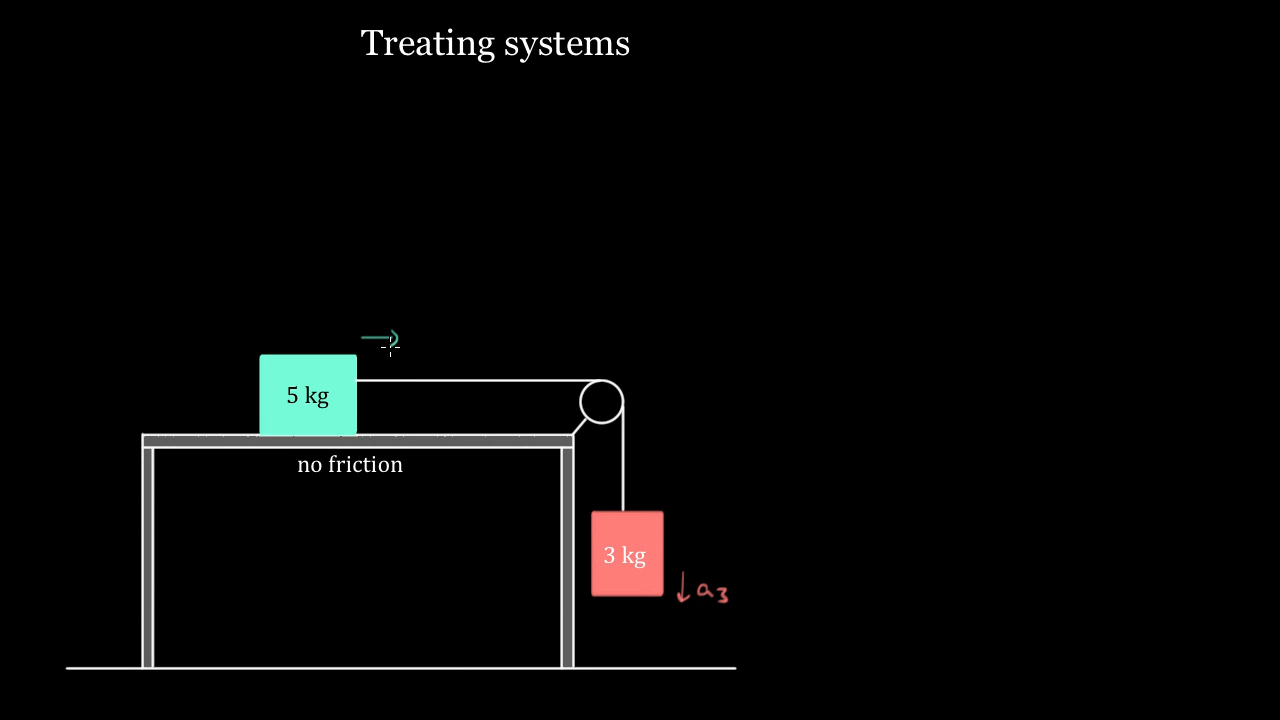 Treating systems
5 kg
no friction
3 kg
a3